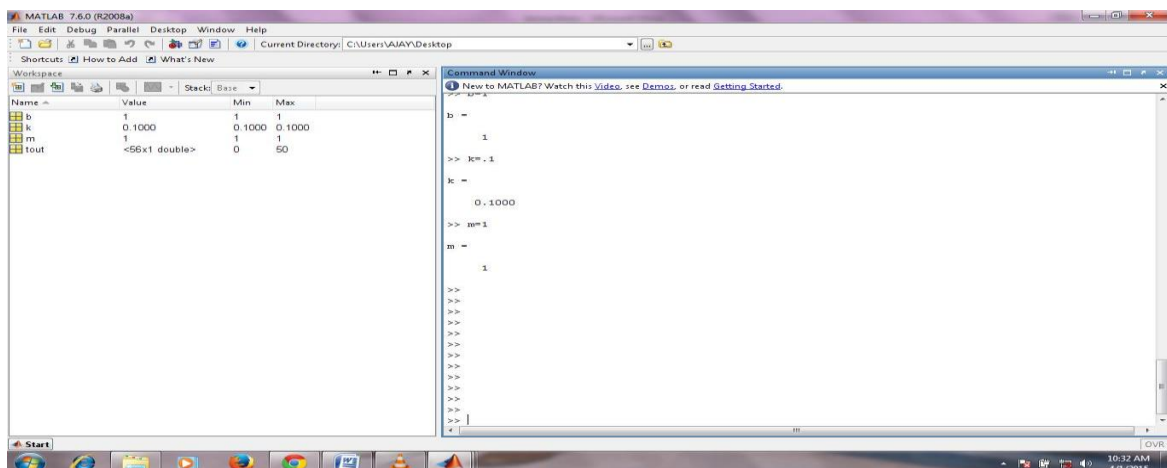 MATLAB 7.6.0 (R2008a)
File Edit Debug Parallel Desktop Window Help
Current Directory: C:\Users\AJAY\Desktop
Shortcuts How to Add What's New
Workspace
Stack: Base
Name Value Min Max
b 1 1 1
k 0.1000 0.1000 0.1000
m 1 1 1
tout <56x1 double> 0 50
Command Window
New to MATLAB? Watch this Video, see Demos, or read Getting Started.
>> b=1
b =
1
>> k=.1
k =
0.1000
>> m=1
m =
1
>>
>>
>>
>>
>>
>>
>>
>>
>>
>>
>>
>>
>>
Start
OVR
10:32 AM